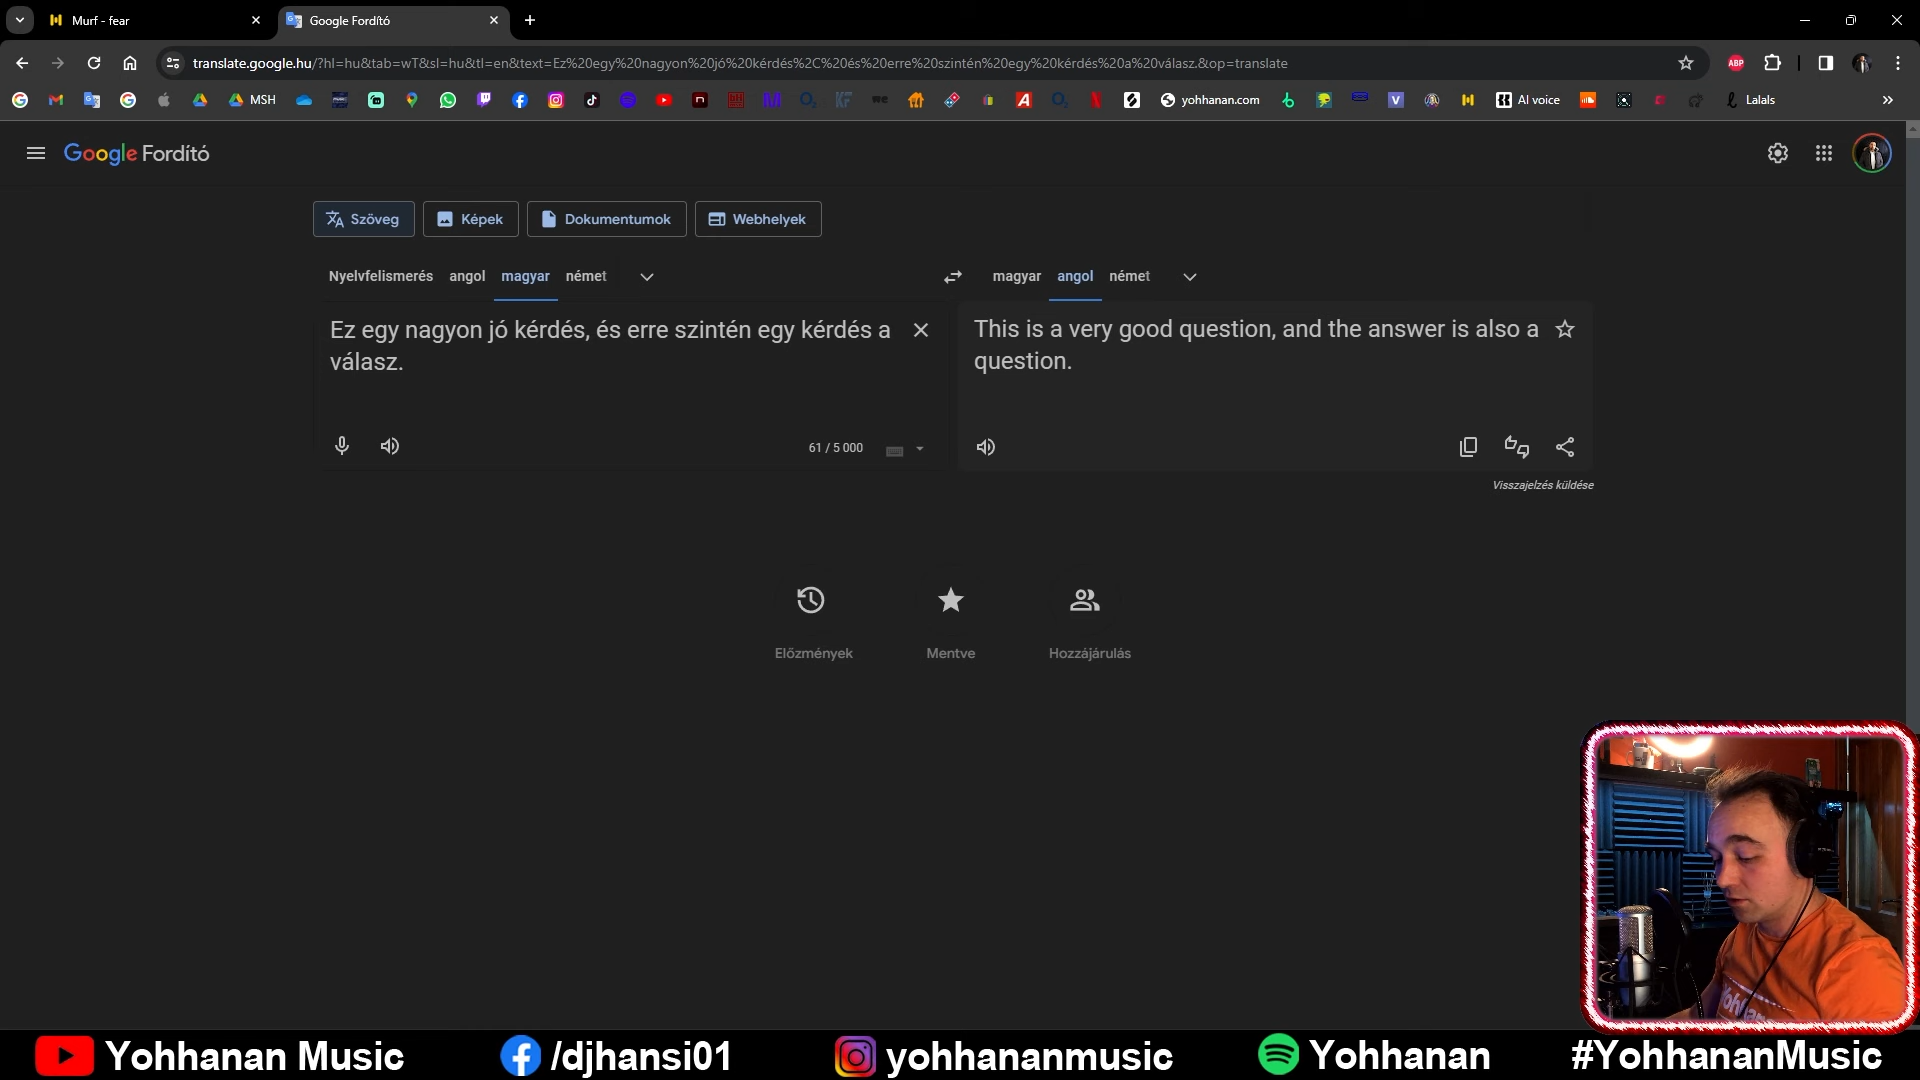 Murf - fear
Google Fordító
translate.google.hu/?hl=hu&tab=wT&sl=hu&tl=en&text=Ez%20egy%20nagyon%20jó%20kérdés%2C%20és%20erre%20szintén%20egy%20kérdés%20a%20válasz.&op=translate
ABP
MSH
yohhanan.com
AI voice
Lalals
Google Fordító
Szöveg
Képek
Dokumentumok
Webhelyek
Nyelvfelismerés angol magyar német
magyar angol német
Ez egy nagyon jó kérdés, és erre szintén egy kérdés a
válasz.
61 / 5 000
This is a very good question, and the answer is also a
question.
Visszajelzés küldése
Előzmények
Mentve
Hozzájárulás
Yohhanan Music
/djhansi01
yohhananmusic
Yohhanan
#YohhananMusic